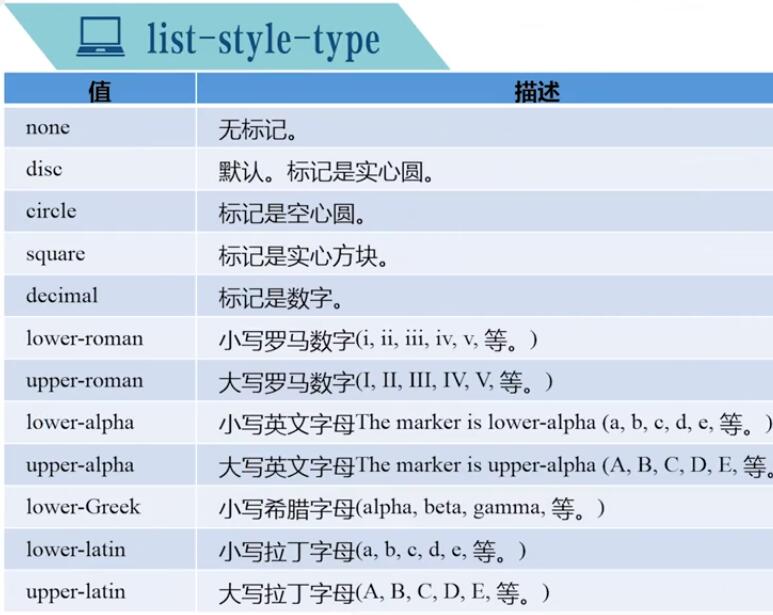 list-style-type
值 描述
none 无标记。
disc 默认。标记是实心圆。
circle 标记是空心圆。
square 标记是实心方块。
decimal 标记是数字。
lower-roman 小写罗马数字(i, ii, iii, iv, v, 等。)
upper-roman 大写罗马数字(I, II, III, IV, V, 等。)
lower-alpha 小写英文字母The marker is lower-alpha (a, b, c, d, e, 等。)
upper-alpha 大写英文字母The marker is upper-alpha (A, B, C, D, E, 等。
lower-Greek 小写希腊字母(alpha, beta, gamma, 等。)
lower-latin 小写拉丁字母(a, b, c, d, e, 等。)
upper-latin 大写拉丁字母(A, B, C, D, E, 等。)